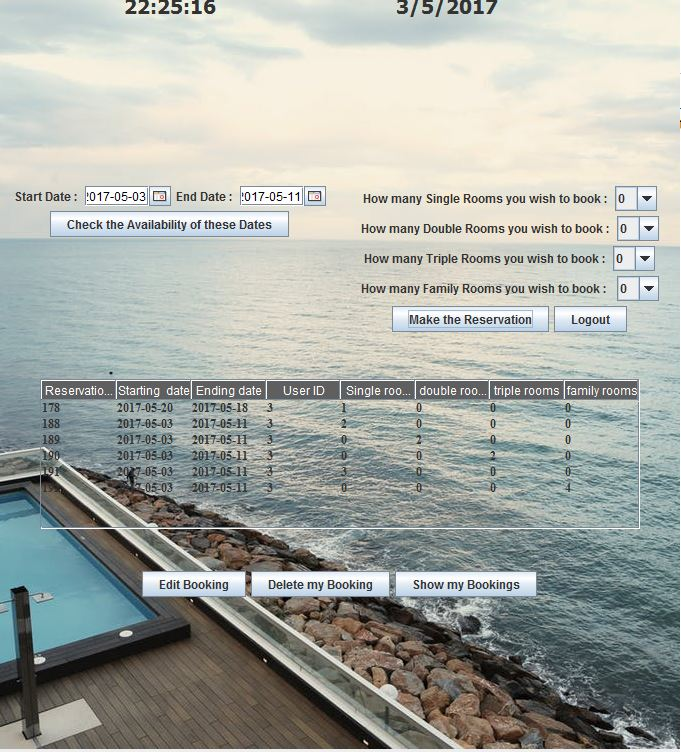 22:25:16 3/5/2017
Start Date : 2017-05-03 End Date : 2017-05-11
Check the Availability of these Dates
How many Single Rooms you wish to book : 0
How many Double Rooms you wish to book : 0
How many Triple Rooms you wish to book : 0
How many Family Rooms you wish to book : 0
Make the Reservation Logout
Reservatio... Starting date Ending date User ID Single roo... double roo... triple rooms family rooms
178 2017-05-20 2017-05-18 3 1 0 0 0
188 2017-05-03 2017-05-11 3 2 0 0 0
189 2017-05-03 2017-05-11 3 0 2 0 0
190 2017-05-03 2017-05-11 3 0 0 2 0
191 2017-05-03 2017-05-11 3 3 0 0 0
2017-05-03 2017-05-11 3 0 0 0 4
Edit Booking Delete my Booking Show my Bookings